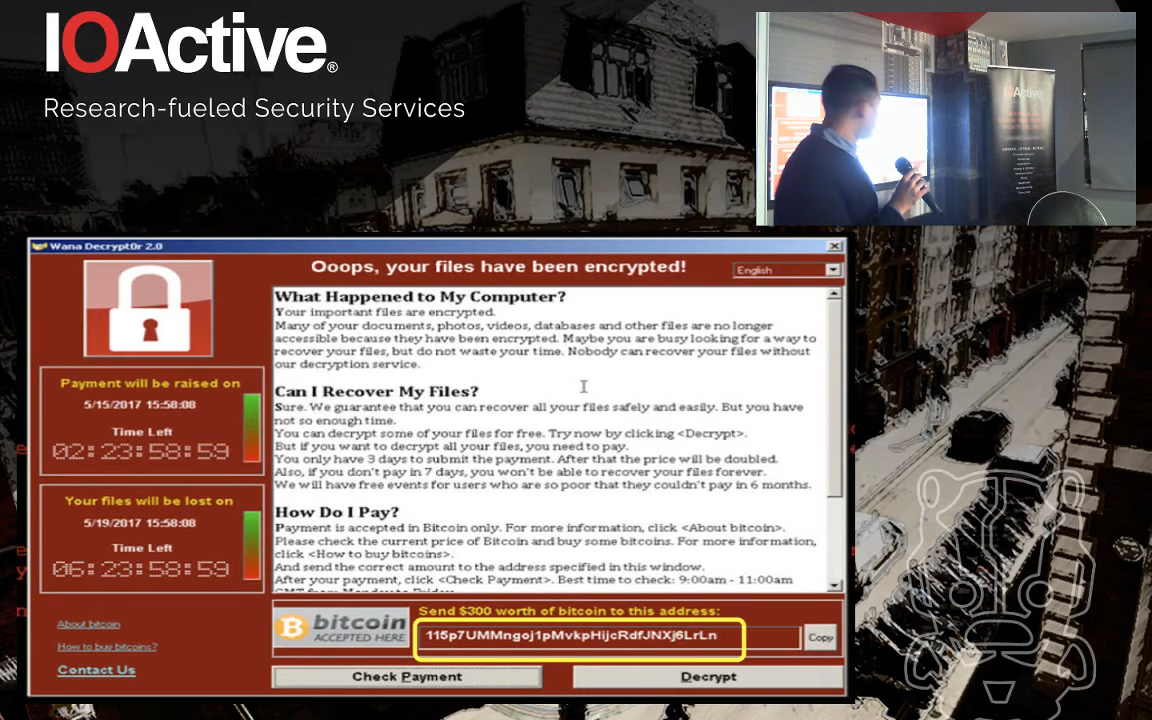 IOActive®
Research-fueled Security Services
IOActive
Wana Decrypt0r 2.0
Ooops, your files have been encrypted!
English
Payment will be raised on
5/15/2017 15:58:08
Time Left
02:23:58:59
Your files will be lost on
5/19/2017 15:58:08
Time Left
06:23:58:59
About bitcoin
How to buy bitcoins?
Contact Us
What Happened to My Computer?
Your important files are encrypted.
Many of your documents, photos, videos, databases and other files are no longer
accessible because they have been encrypted. Maybe you are busy looking for a way to
recover your files, but do not waste your time. Nobody can recover your files without
our decryption service.
Can I Recover My Files?
Sure. We guarantee that you can recover all your files safely and easily. But you have
not so enough time.
You can decrypt some of your files for free. Try now by clicking <Decrypt>.
But if you want to decrypt all your files, you need to pay.
You only have 3 days to submit the payment. After that the price will be doubled.
Also, if you don't pay in 7 days, you won't be able to recover your files forever.
We will have free events for users who are so poor that they couldn't pay in 6 months.
How Do I Pay?
Payment is accepted in Bitcoin only. For more information, click <About bitcoin>.
Please check the current price of Bitcoin and buy some bitcoins. For more information,
click <How to buy bitcoins>.
And send the correct amount to the address specified in this window.
After your payment, click <Check Payment>. Best time to check: 9:00am - 11:00am
GMT from Monday to Friday.
bitcoin
ACCEPTED HERE
Send $300 worth of bitcoin to this address:
115p7UMMngoj1pMvkpHijcRdfJNXj6LrLn
Copy
Check Payment
Decrypt